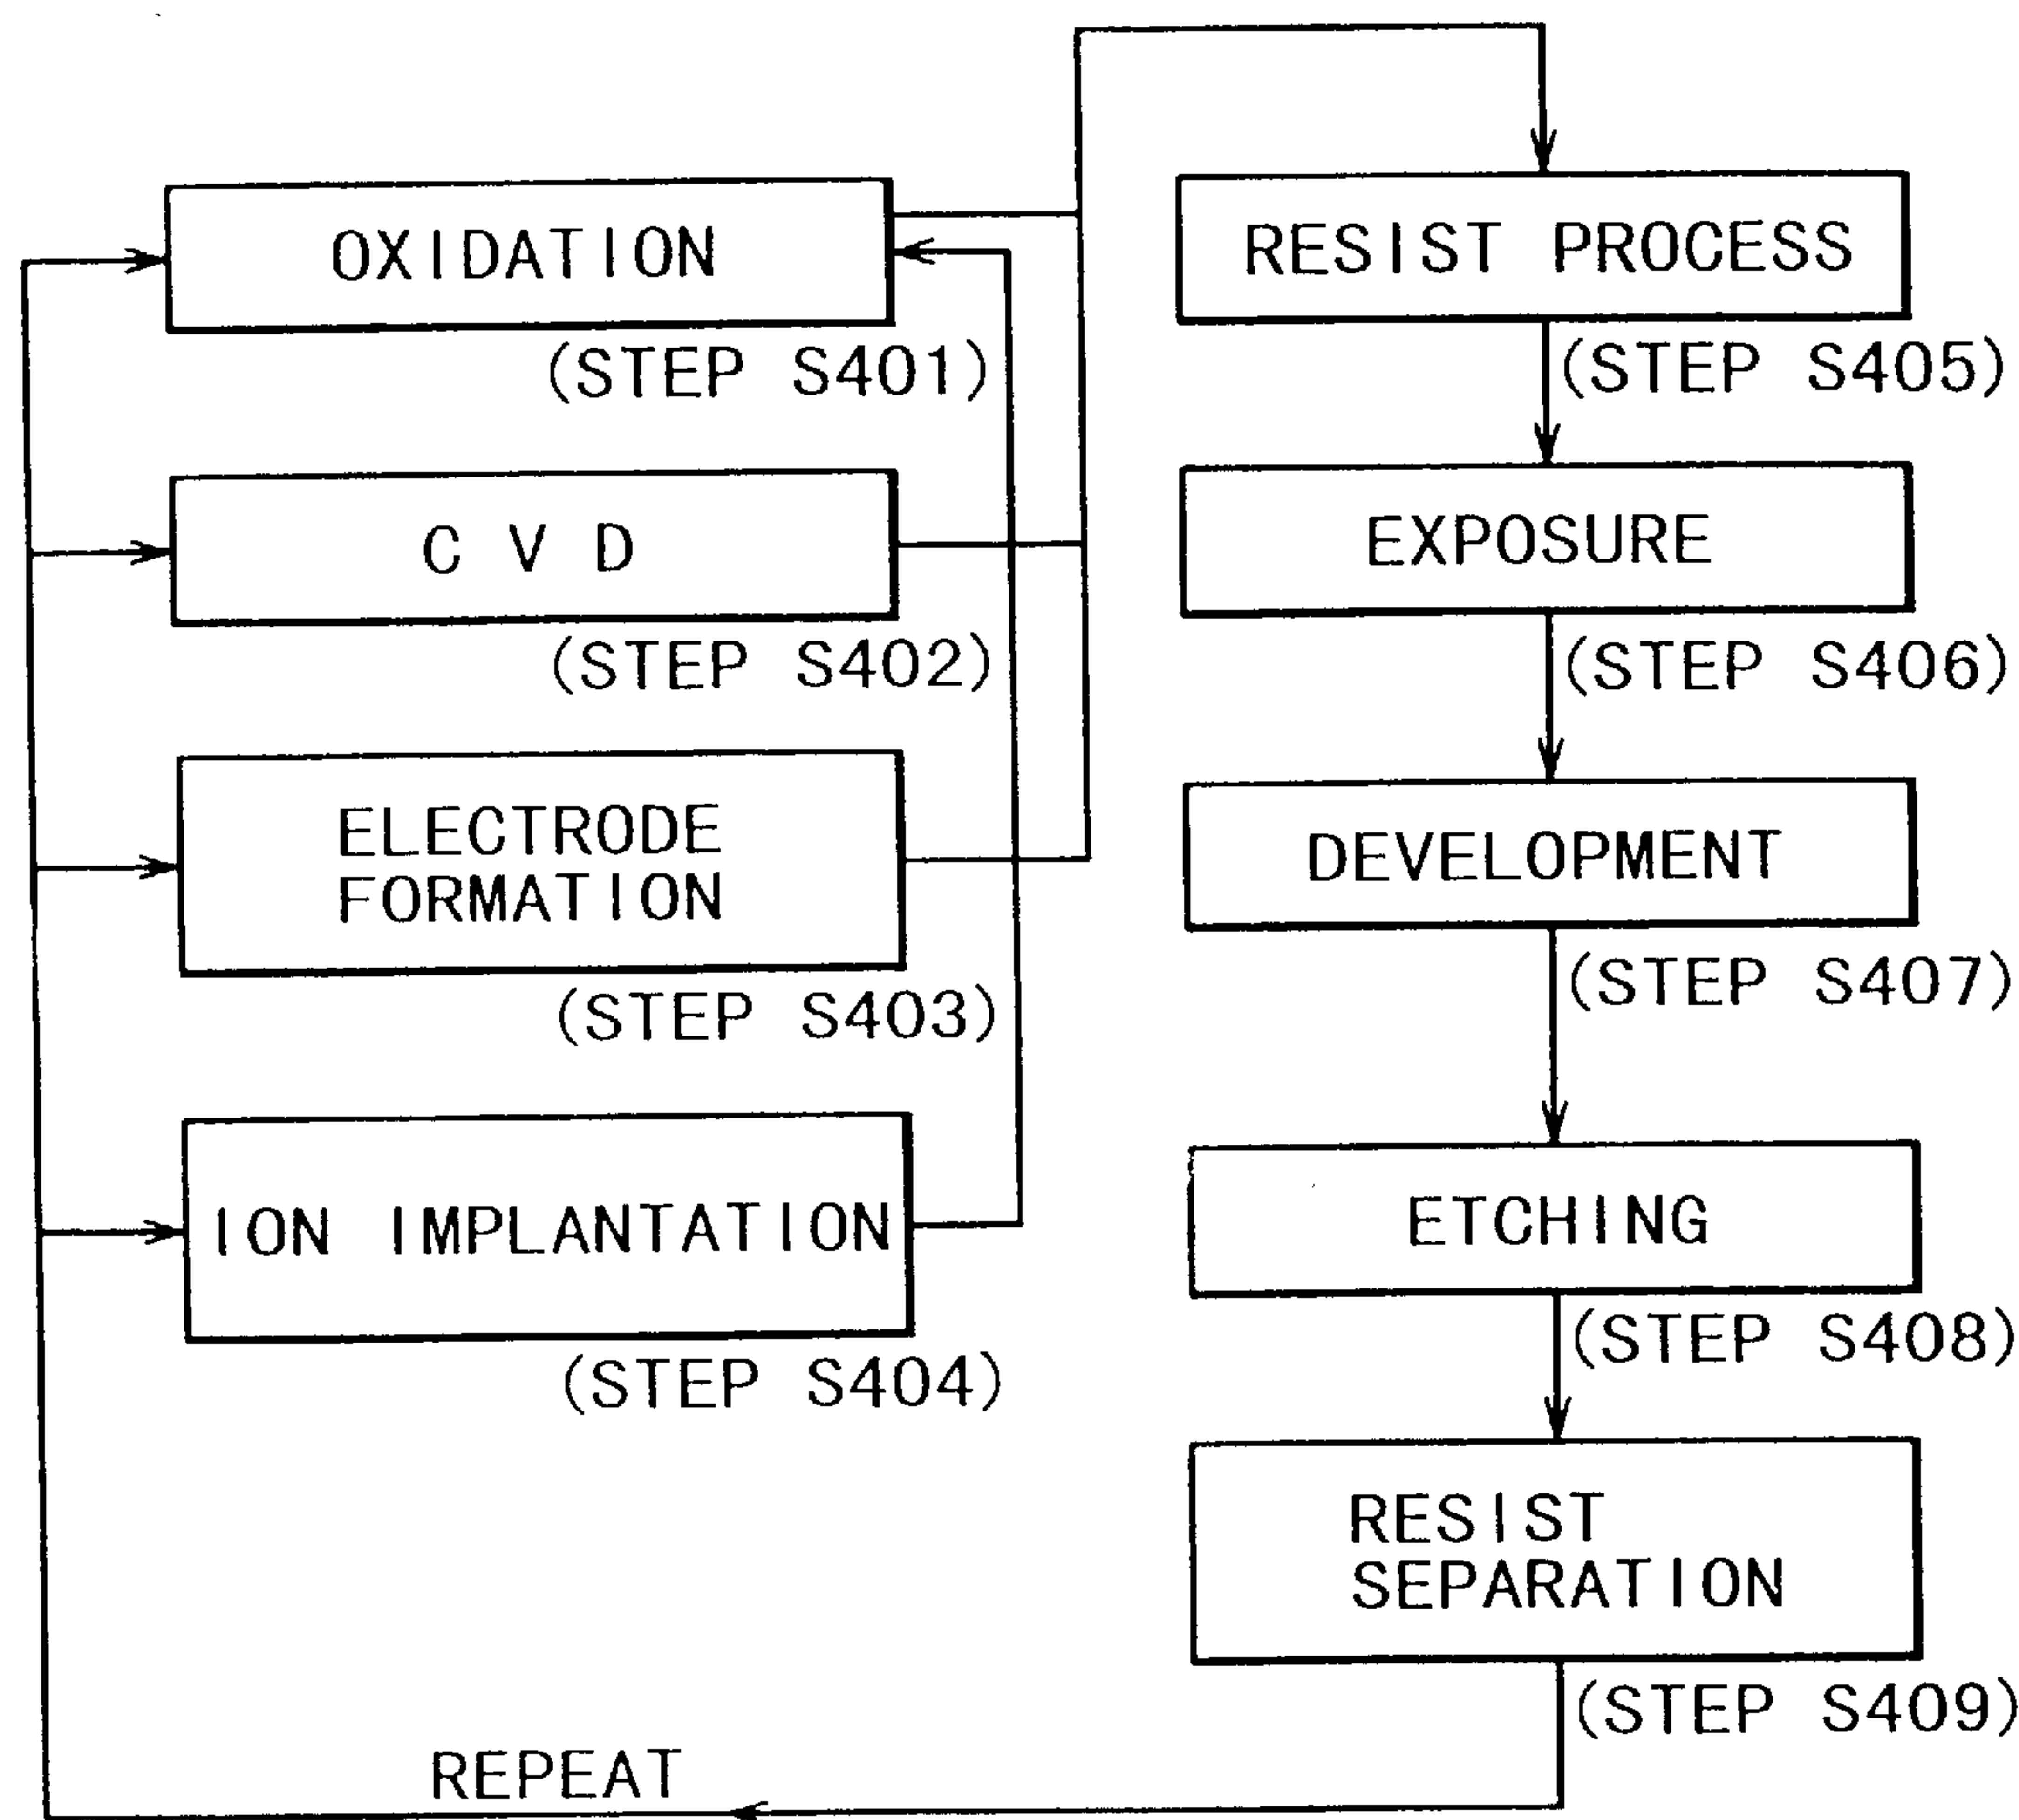 OXIDATION
(STEP S401)
C V D
(STEP S402)
ELECTRODE
FORMATION
(STEP S403)
ION IMPLANTATION
(STEP S404)
RESIST PROCESS
(STEP S405)
EXPOSURE
(STEP S406)
DEVELOPMENT
(STEP S407)
ETCHING
(STEP S408)
RESIST
SEPARATION
(STEP S409)
REPEAT